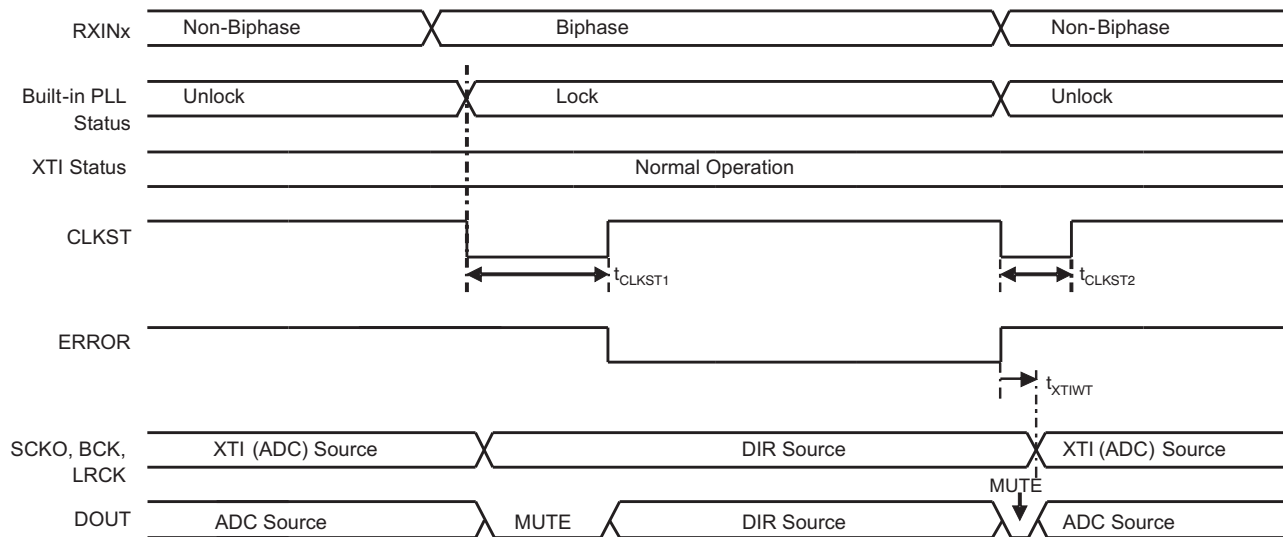 RXINx Non-Biphase Biphase Non-Biphase
Built-in PLL Status Unlock Lock Unlock
XTI Status Normal Operation
CLKST
tCLKST1 tCLKST2
ERROR
tXTIWT
SCKO, BCK, LRCK XTI (ADC) Source DIR Source XTI (ADC) Source
MUTE
DOUT ADC Source MUTE DIR Source ADC Source